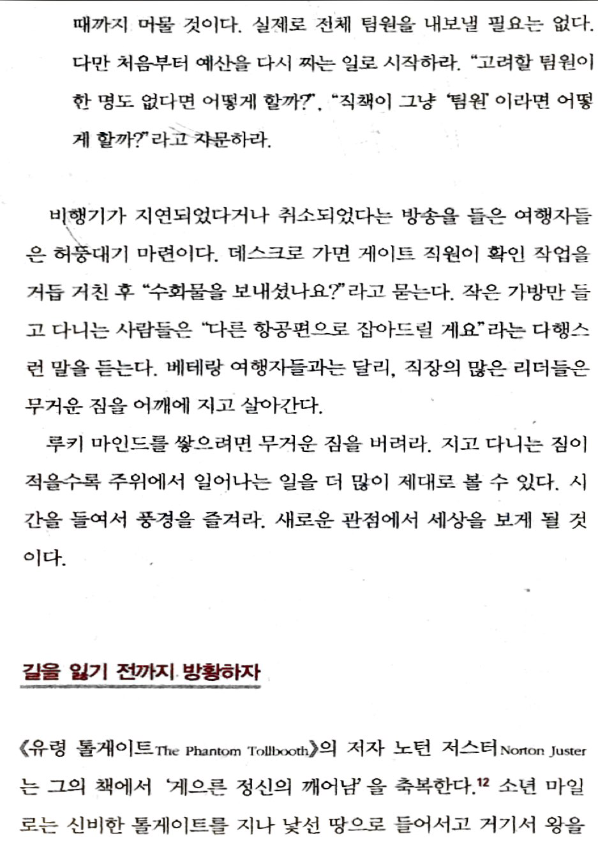 때까지 머물 것이다. 실제로 전체 팀원을 내보낼 필요는 없다.
다만 처음부터 예산을 다시 짜는 일로 시작하라. “고려할 팀원이
한 명도 없다면 어떻게 할까?”, “직책이 그냥 ‘팀원’이라면 어떻
게 할까?”라고 자문하라.
비행기가 지연되었다거나 취소되었다는 방송을 들은 여행자들
은 허둥대기 마련이다. 데스크로 가면 게이트 직원이 확인 작업을
거듭 거친 후 “수화물을 보내셨나요?”라고 묻는다. 작은 가방만 들
고 다니는 사람들은 “다른 항공편으로 잡아드릴 게요”라는 다행스
런 말을 듣는다. 베테랑 여행자들과는 달리, 직장의 많은 리더들은
무거운 짐을 어깨에 지고 살아간다.
루키 마인드를 쌓으려면 무거운 짐을 버려라. 지고 다니는 짐이
적을수록 주위에서 일어나는 일을 더 많이 제대로 볼 수 있다. 시
간을 들여서 풍경을 즐겨라. 새로운 관점에서 세상을 보게 될 것
이다.
길을 잃기 전까지 방황하자
《유령 톨게이트The Phantom Tollbooth》의 저자 노턴 저스터Norton Juster
는 그의 책에서 ‘게으른 정신의 깨어남’을 축복한다.12 소년 마일
로는 신비한 톨게이트를 지나 낯선 땅으로 들어서고 거기서 왕을